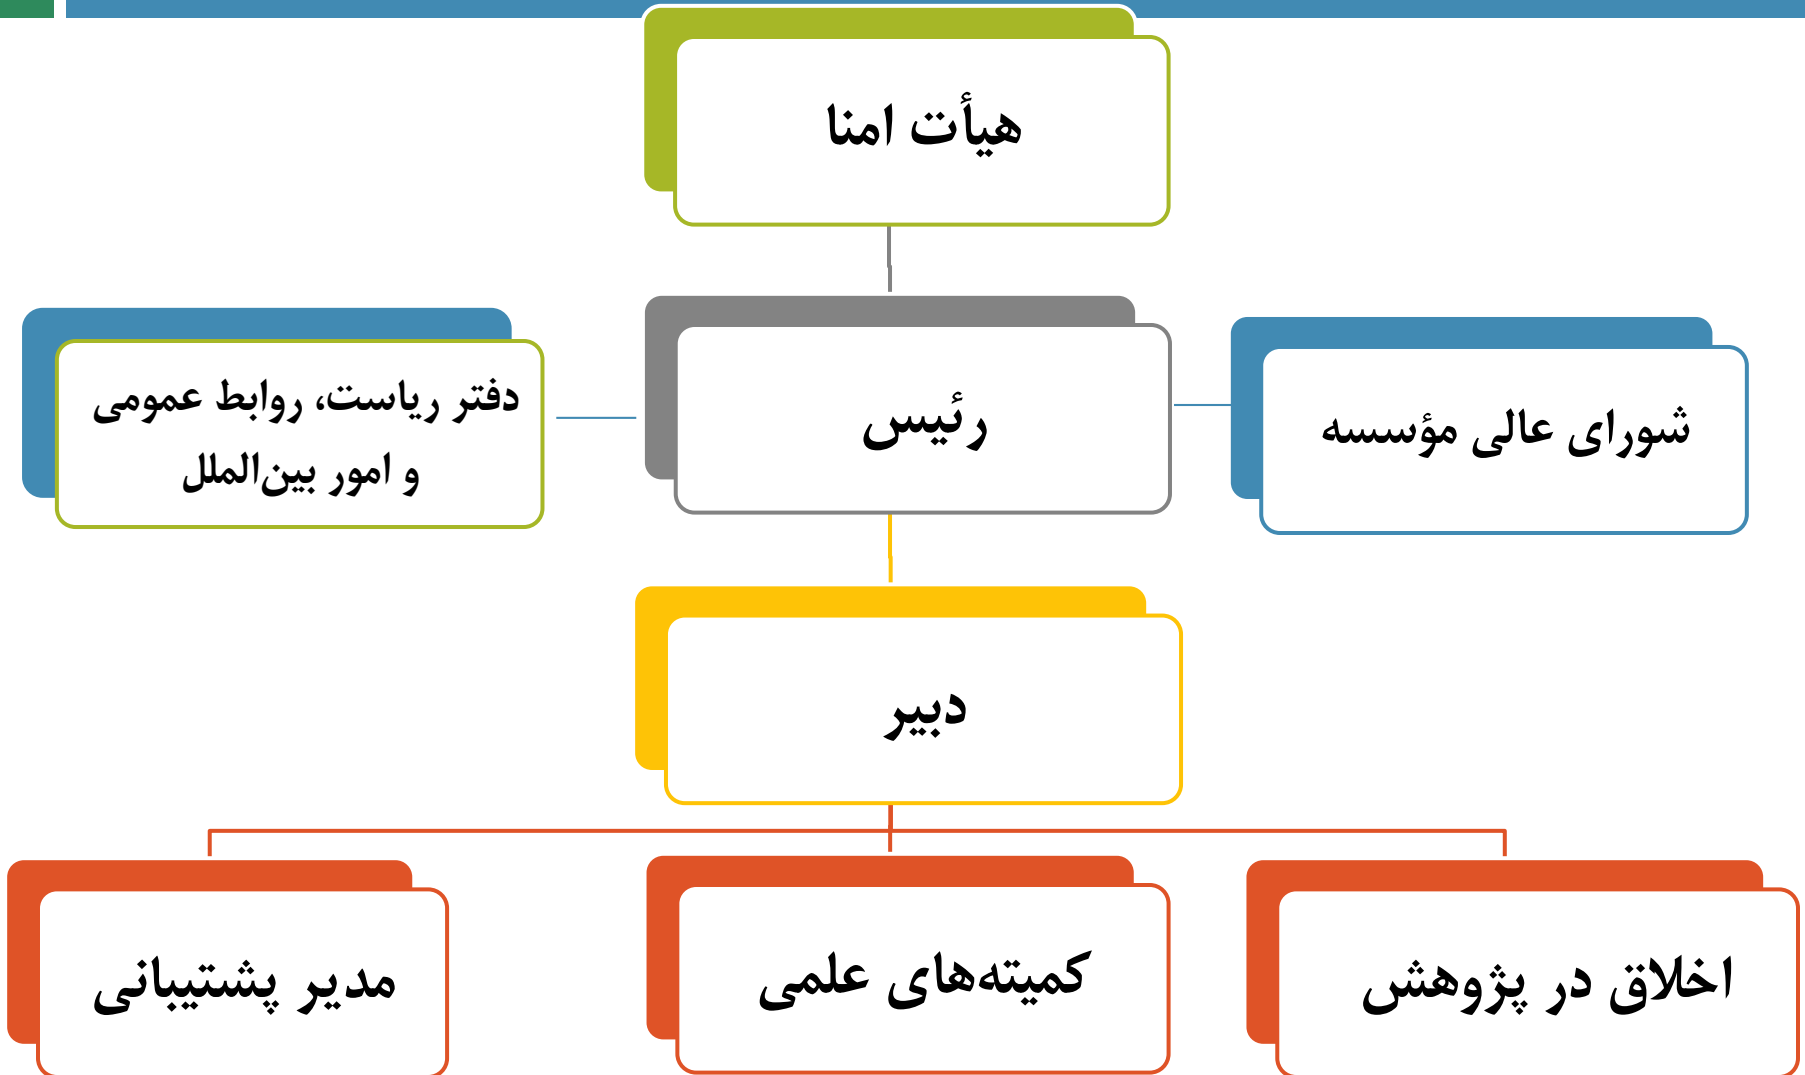 هیأت امنا
شورای عالی مؤسسه
رئیس
دفتر ریاست، روابط عمومی
و امور بین‌الملل
دبیر
اخلاق در پژوهش
کمیته‌های علمی
مدیر پشتیبانی